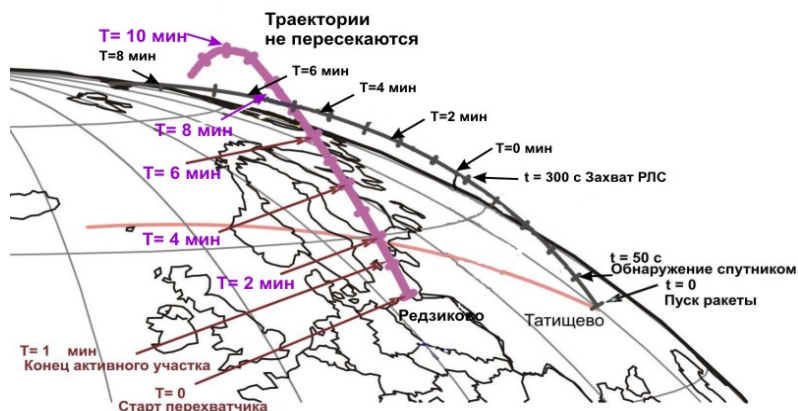 Траектории
не пересекаются
T= 10 мин
T=8 мин
T=6 мин
T=4 мин
T=2 мин
T= 8 мин
T=0 мин
T= 6 мин
t = 300 с Захват РЛС
T= 4 мин
t = 50 с
Обнаружение спутником
T= 2 мин
t = 0
Пуск ракеты
Редзиково
Татищево
T= 1 мин
Конец активного участка
T= 0
Старт перехватчика